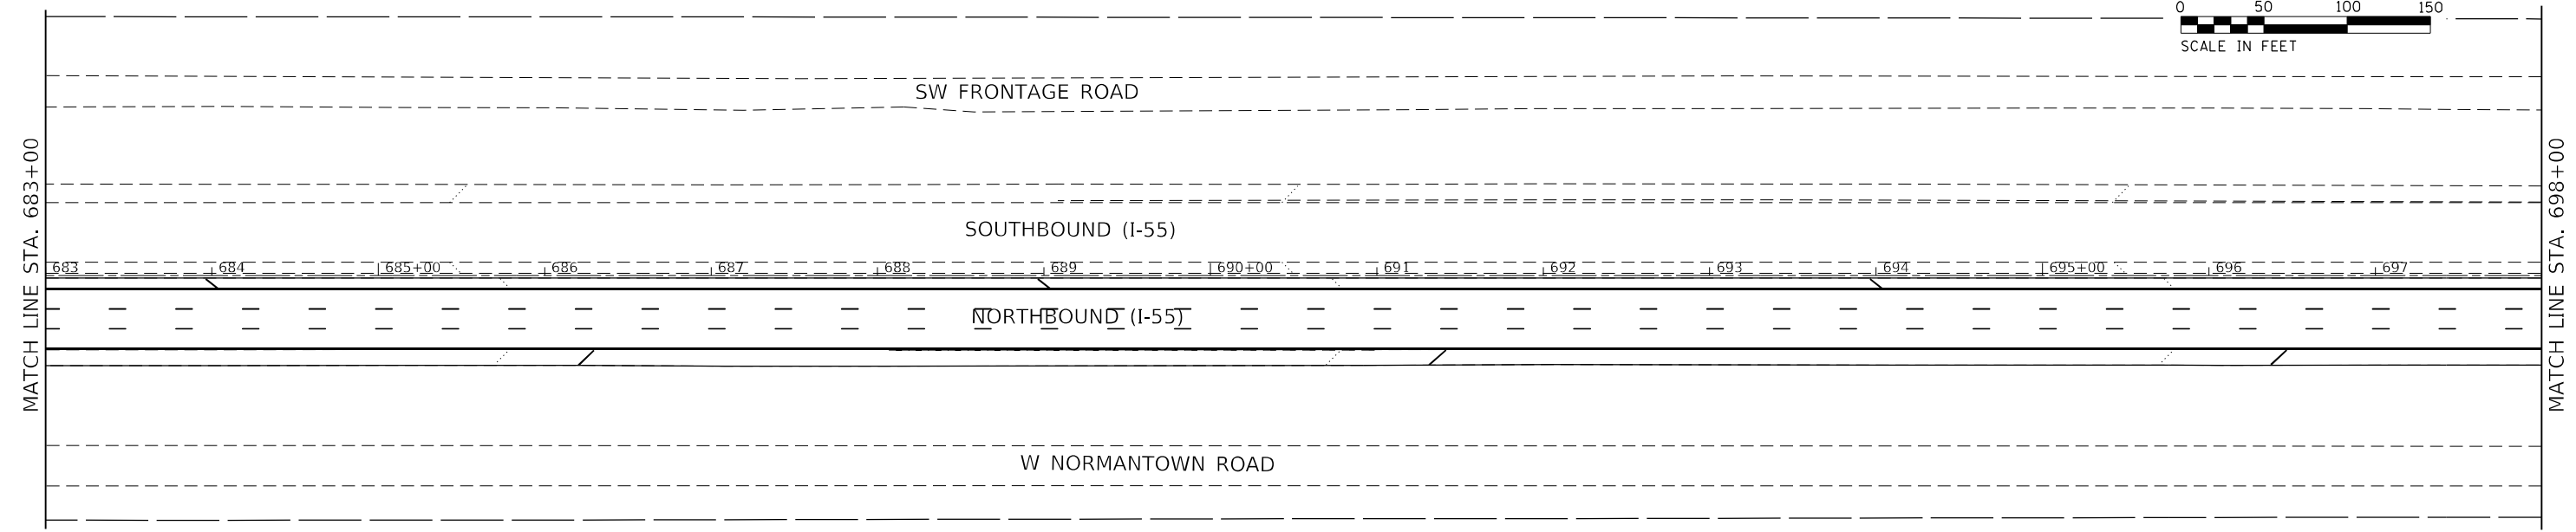 0 50 100 150
SCALE IN FEET
SW FRONTAGE ROAD
MATCH LINE STA. 683+00
MATCH LINE STA. 698+00
SOUTHBOUND (I-55)
683 684 685+00 686 687 688 689 690+00 691 692 693 694 695+00 696 697
NORTHBOUND (I-55)
W NORMANTOWN ROAD